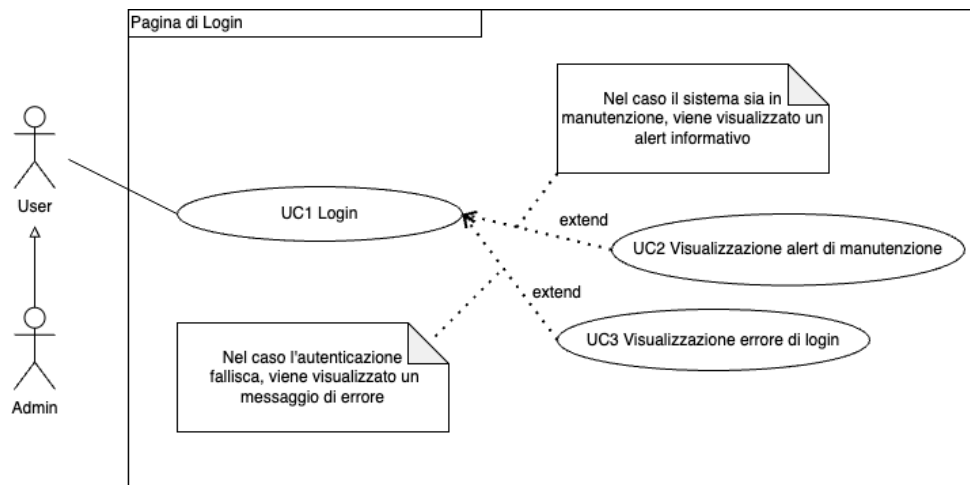 Pagina di Login
Nel caso il sistema sia in
manutenzione, viene visualizzato un
alert informativo
User
UC1 Login
extend
UC2 Visualizzazione alert di manutenzione
extend
UC3 Visualizzazione errore di login
Nel caso l'autenticazione
fallisca, viene visualizzato un
messaggio di errore
Admin